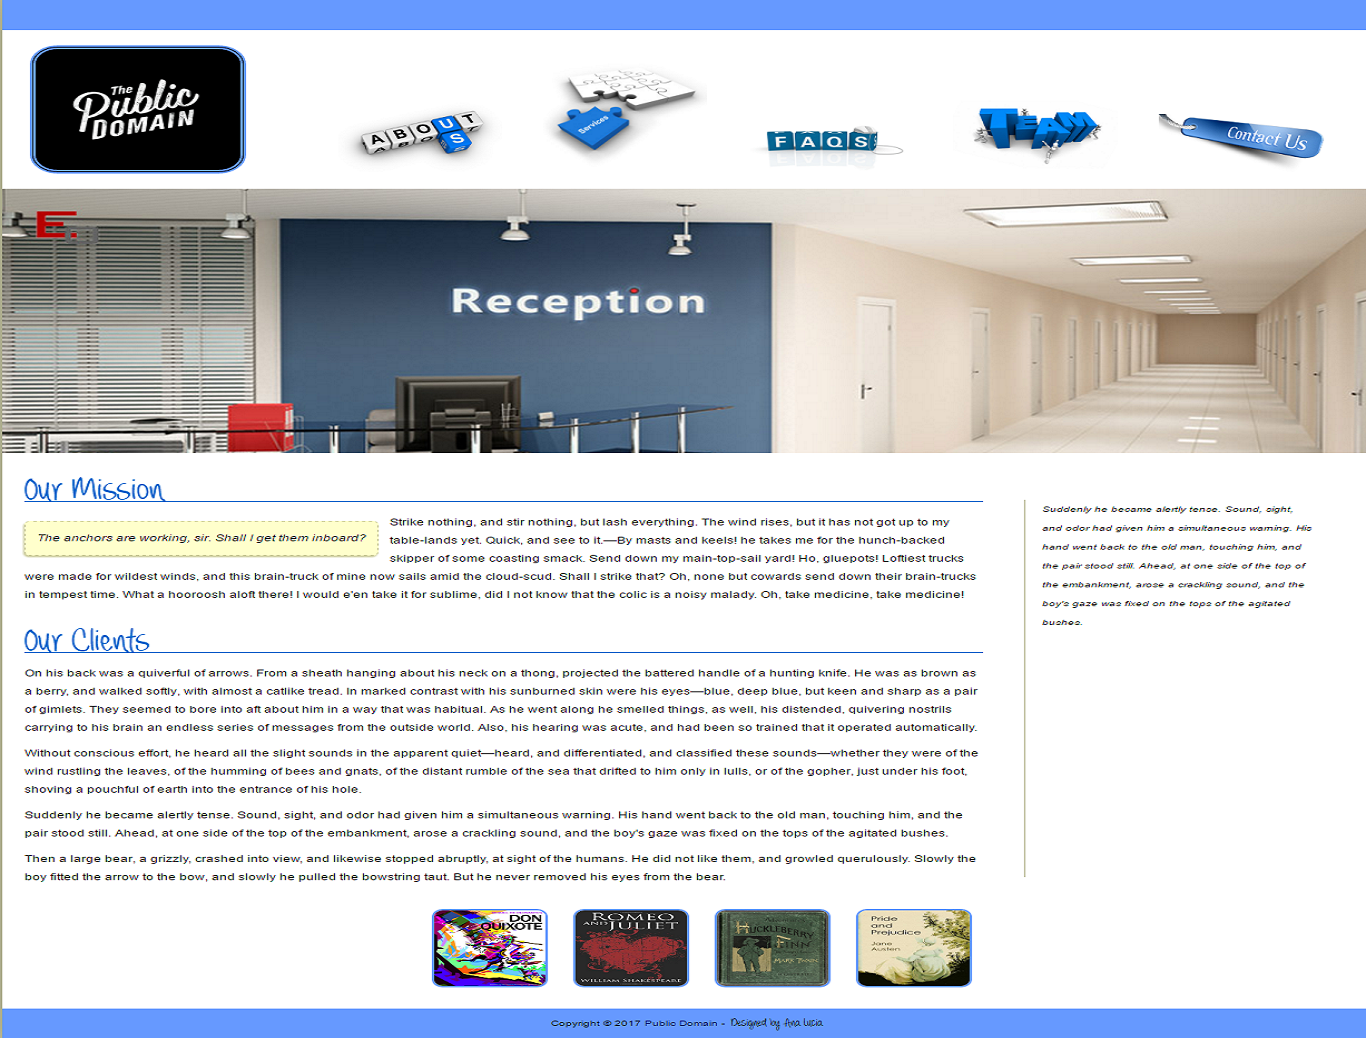 The
Public
DOMAIN
ABOUT
US
Services
FAQS
TEAM
Contact Us
E.
Reception
Our Mission
The anchors are working, sir. Shall I get them inboard?
Strike nothing, and stir nothing, but lash everything. The wind rises, but it has not got up to my
table-lands yet. Quick, and see to it.—By masts and keels! he takes me for the hunch-backed
skipper of some coasting smack. Send down my main-top-sail yard! Ho, gluepots! Loftiest trucks
were made for wildest winds, and this brain-truck of mine now sails amid the cloud-scud. Shall I strike that? Oh, none but cowards send down their brain-trucks
in tempest time. What a hooroosh aloft there! I would e'en take it for sublime, did I not know that the colic is a noisy malady. Oh, take medicine, take medicine!
Our Clients
On his back was a quiverful of arrows. From a sheath hanging about his neck on a thong, projected the battered handle of a hunting knife. He was as brown as
a berry, and walked softly, with almost a catlike tread. In marked contrast with his sunburned skin were his eyes—blue, deep blue, but keen and sharp as a pair
of gimlets. They seemed to bore into aft about him in a way that was habitual. As he went along he smelled things, as well, his distended, quivering nostrils
carrying to his brain an endless series of messages from the outside world. Also, his hearing was acute, and had been so trained that it operated automatically.
Without conscious effort, he heard all the slight sounds in the apparent quiet—heard, and differentiated, and classified these sounds—whether they were of the
wind rustling the leaves, of the humming of bees and gnats, of the distant rumble of the sea that drifted to him only in lulls, or of the gopher, just under his foot,
shoving a pouchful of earth into the entrance of his hole.
Suddenly he became alertly tense. Sound, sight, and odor had given him a simultaneous warning. His hand went back to the old man, touching him, and the
pair stood still. Ahead, at one side of the top of the embankment, arose a crackling sound, and the boy's gaze was fixed on the tops of the agitated bushes.
Then a large bear, a grizzly, crashed into view, and likewise stopped abruptly, at sight of the humans. He did not like them, and growled querulously. Slowly the
boy fitted the arrow to the bow, and slowly he pulled the bowstring taut. But he never removed his eyes from the bear.
Suddenly he became alertly tense. Sound, sight,
and odor had given him a simultaneous warning. His
hand went back to the old man, touching him, and
the pair stood still. Ahead, at one side of the top of
the embankment, arose a crackling sound, and the
boy's gaze was fixed on the tops of the agitated
bushes.
DON
QUIXOTE
ROMEO
AND JULIET
WILLIAM SHAKESPEARE
HUCKLEBERRY
FINN
MARK TWAIN
Pride
and
Prejudice
Jane
Austen
Copyright © 2017 Public Domain - Designed by Ana Lucia